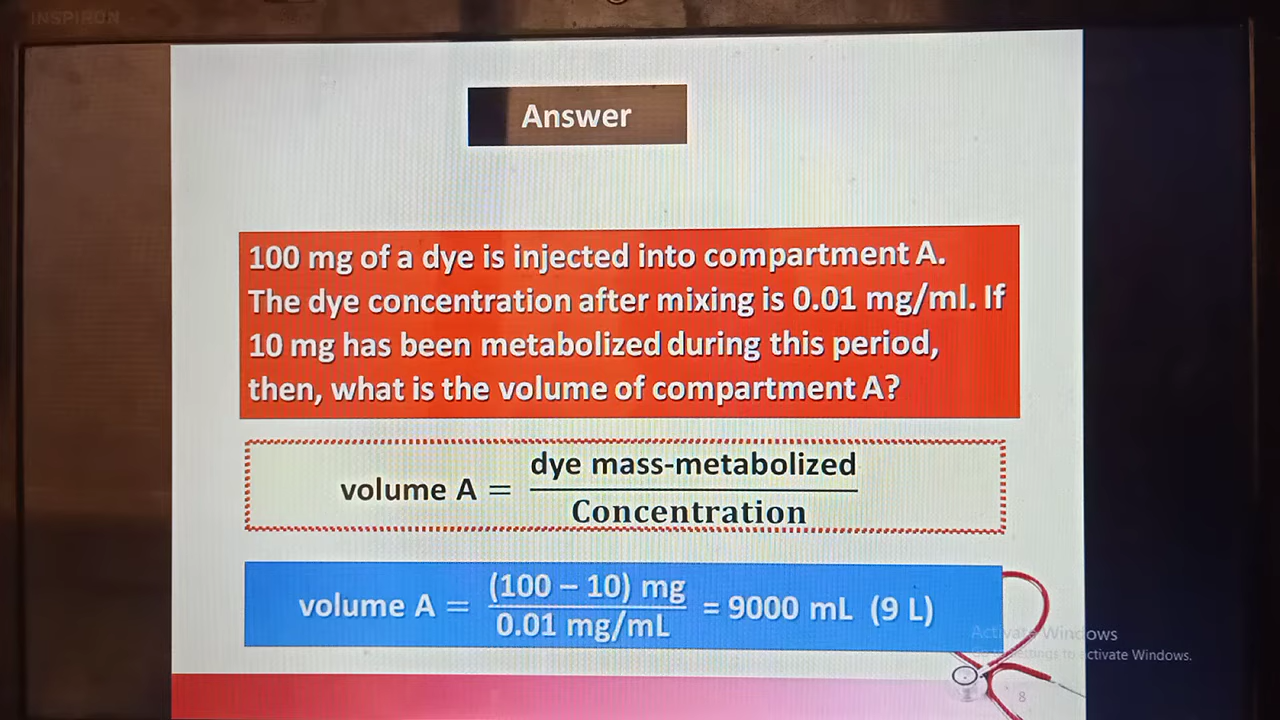 INSPIRON
Answer
100 mg of a dye is injected into compartment A.
The dye concentration after mixing is 0.01 mg/ml. If
10 mg has been metabolized during this period,
then, what is the volume of compartment A?
volume A = dye mass-metabolized
Concentration
volume A = (100 – 10) mg
0.01 mg/mL
= 9000 mL (9 L)
Activate Windows
Go to Settings to activate Windows.
8